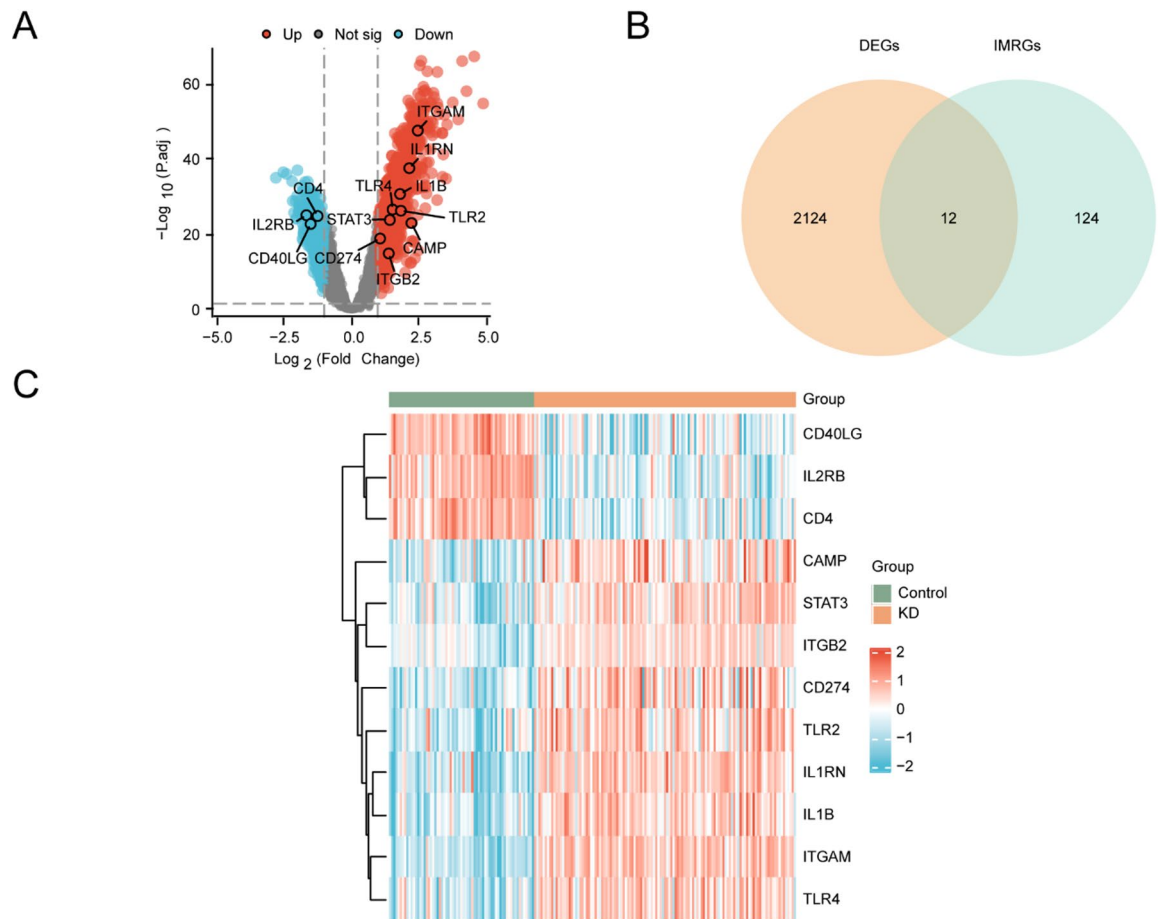 A
B
Up Not sig Down
DEGs IMRGs
60
40
20
0
−Log 10 (P.adj )
ITGAM
IL1RN
TLR4 IL1B
CD4
STAT3 TLR2
IL2RB
CD40LG CD274 CAMP
ITGB2
−5.0 −2.5 0.0 2.5 5.0
Log 2 (Fold Change)
2124 12 124
C
Group
CD40LG
IL2RB
CD4
CAMP
STAT3
ITGB2
CD274
TLR2
IL1RN
IL1B
ITGAM
TLR4
Group
Control
KD
2
1
0
−1
−2